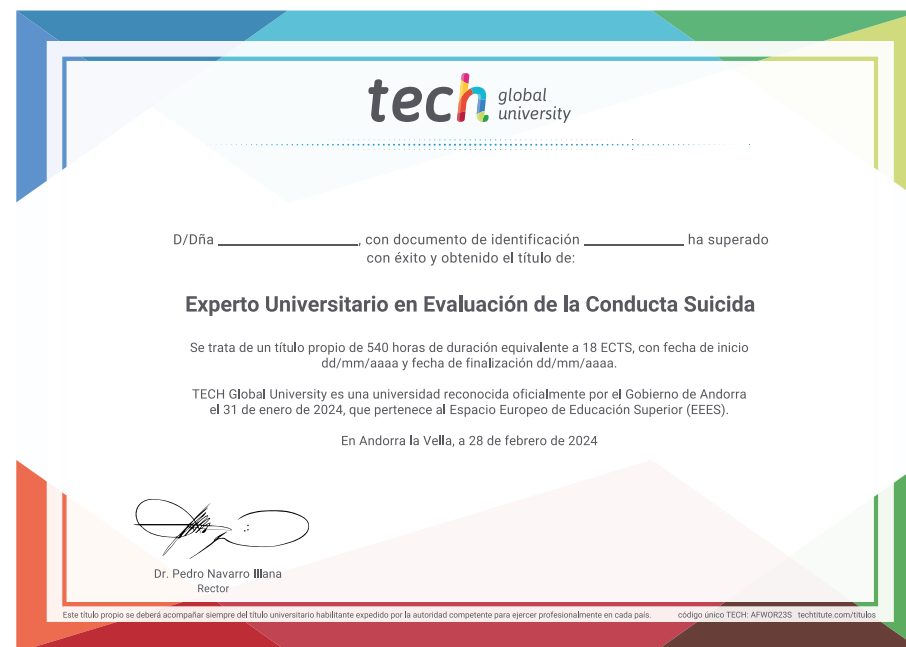 tech global university
D/Dña ____________________, con documento de identificación ______________ ha superado
con éxito y obtenido el título de:
Experto Universitario en Evaluación de la Conducta Suicida
Se trata de un título propio de 540 horas de duración equivalente a 18 ECTS, con fecha de inicio
dd/mm/aaaa y fecha de finalización dd/mm/aaaa.
TECH Global University es una universidad reconocida oficialmente por el Gobierno de Andorra
el 31 de enero de 2024, que pertenece al Espacio Europeo de Educación Superior (EEES).
En Andorra la Vella, a 28 de febrero de 2024
Dr. Pedro Navarro Illana
Rector
Este título propio se deberá acompañar siempre del título universitario habilitante expedido por la autoridad competente para ejercer profesionalmente en cada país. código único TECH: AFWOR23S techtitute.com/titulos